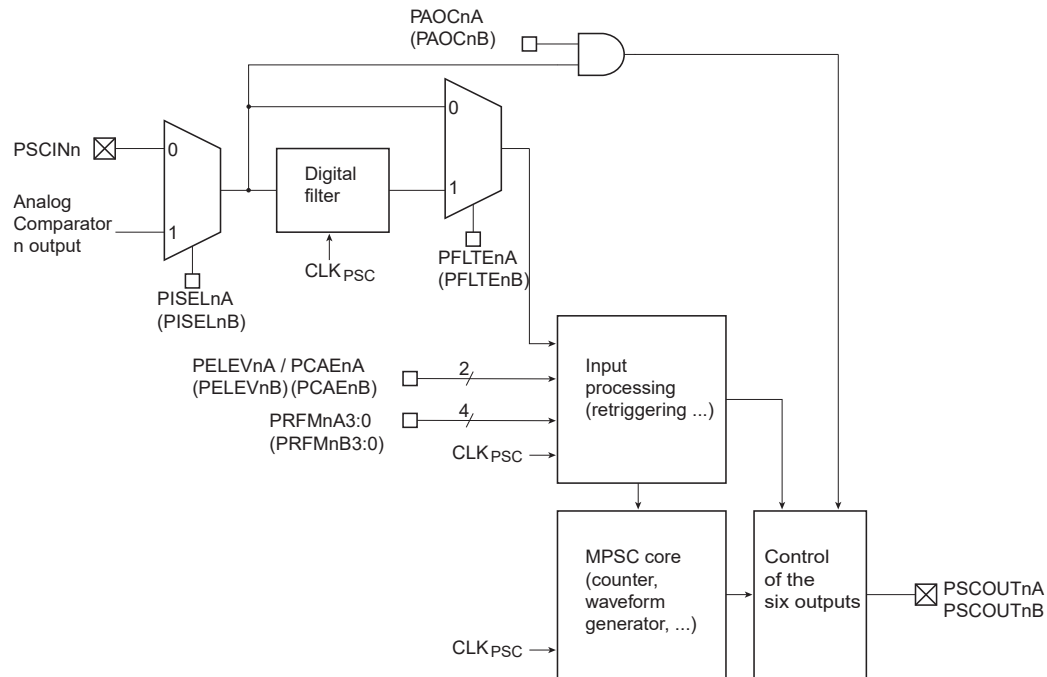 PAOCnA
(PAOCnB)
0
PSCINn
0
Digital
filter
1
Analog
Comparator
n output
1
CLKPSC
PFLTEnA
(PFLTEnB)
PISELnA
(PISELnB)
PELEVnA / PCAEnA
(PELEVnB) (PCAEnB)
2
Input
processing
(retriggering ...)
PRFMnA3:0
(PRFMnB3:0)
4
CLKPSC
MPSC core
(counter,
waveform
generator, ...)
Control
of the
six outputs
PSCOUTnA
PSCOUTnB
CLKPSC